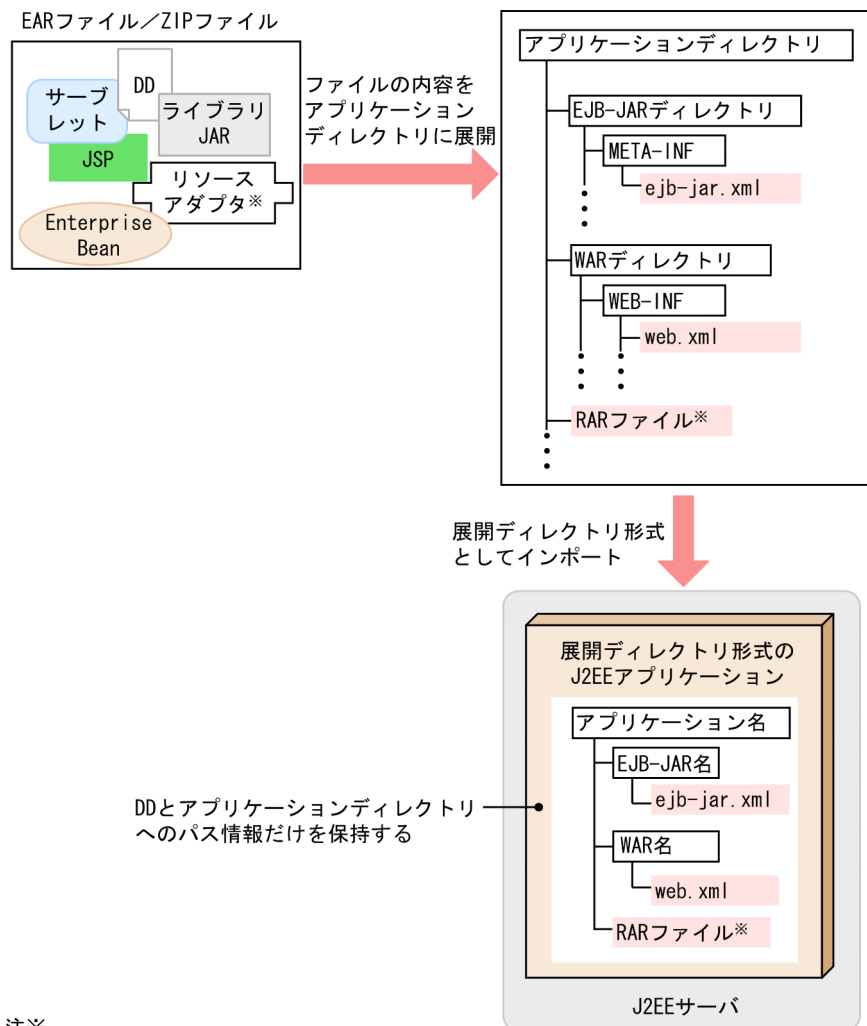 EARファイル／ZIPファイル
DD
サーブ
レット
ライブラリ
JAR
JSP
リソース
アダプタ※
Enterprise
Bean
ファイルの内容を
アプリケーション
ディレクトリに展開
アプリケーションディレクトリ
EJB-JARディレクトリ
META-INF
ejb-jar.xml
WARディレクトリ
WEB-INF
web.xml
RARファイル※
展開ディレクトリ形式
としてインポート
展開ディレクトリ形式の
J2EEアプリケーション
アプリケーション名
EJB-JAR名
ejb-jar.xml
WAR名
web.xml
RARファイル※
DDとアプリケーションディレクトリ
へのパス情報だけを保持する
J2EEサーバ
注※